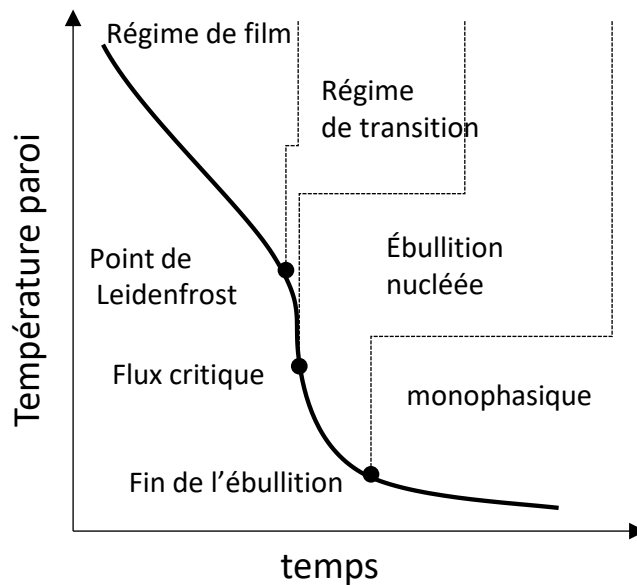 Régime de film
Régime
de transition
Température paroi
Point de
Leidenfrost
Ébullition
nucléée
Flux critique
monophasique
Fin de l’ébullition
temps